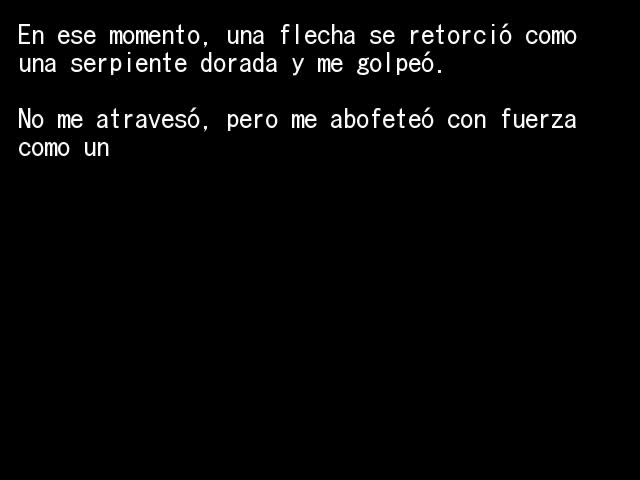 En ese momento, una flecha se retorció como
una serpiente dorada y me golpeó.
No me atravesó, pero me abofeteó con fuerza
como un